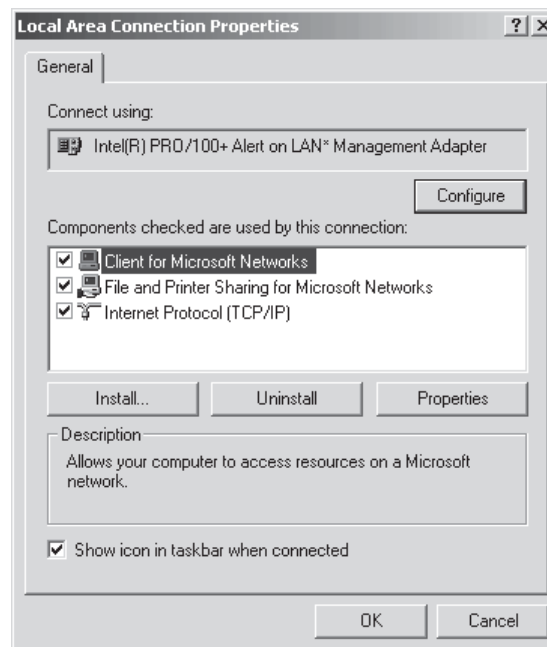 Local Area Connection Properties
General
Connect using:
Intel(R) PRO/100+ Alert on LAN* Management Adapter
Configure
Components checked are used by this connection:
Client for Microsoft Networks
File and Printer Sharing for Microsoft Networks
Internet Protocol (TCP/IP)
Install... Uninstall Properties
Description
Allows your computer to access resources on a Microsoft
network.
Show icon in taskbar when connected
OK Cancel